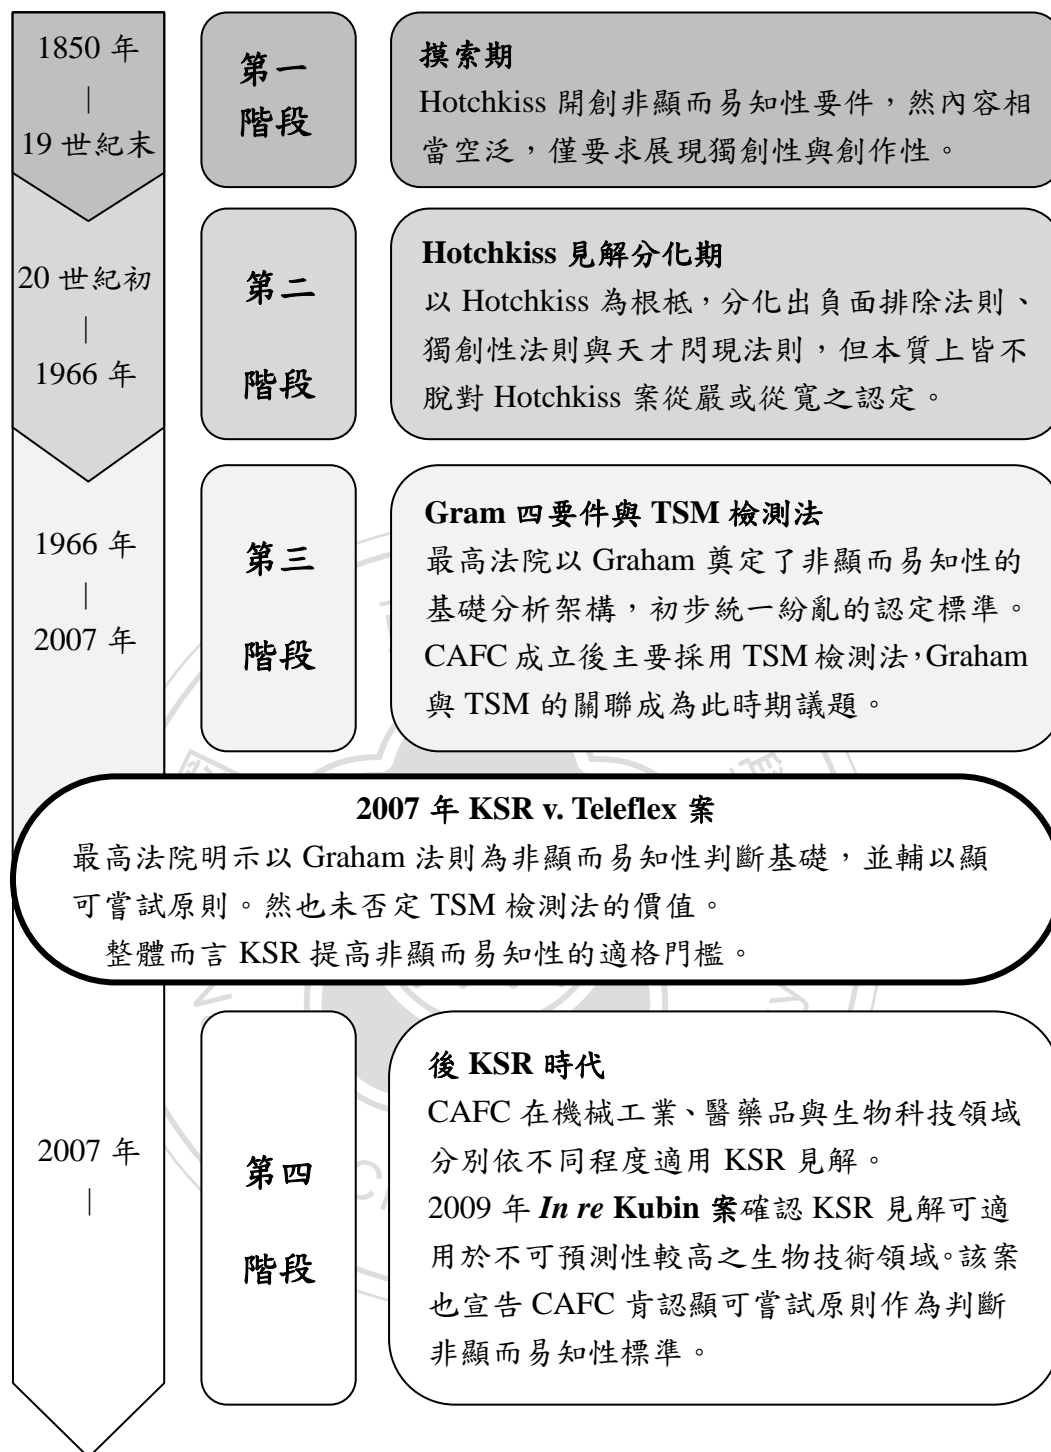 1850 年
|
19 世紀末
第一
階段
摸索期
Hotchkiss 開創非顯而易知性要件，然內容相
當空泛，僅要求展現獨創性與創作性。
20 世紀初
|
1966 年
第二
階段
Hotchkiss 見解分化期
以 Hotchkiss 為根柢，分化出負面排除法則、
獨創性法則與天才閃現法則，但本質上皆不
脫對 Hotchkiss 案從嚴或從寬之認定。
1966 年
|
2007 年
第三
階段
Gram 四要件與 TSM 檢測法
最高法院以 Graham 奠定了非顯而易知性的
基礎分析架構，初步統一紛亂的認定標準。
CAFC 成立後主要採用 TSM 檢測法，Graham
與 TSM 的關聯成為此時期議題。
2007 年 KSR v. Teleflex 案
最高法院明示以 Graham 法則為非顯而易知性判斷基礎，並輔以顯
可嘗試原則。然也未否定 TSM 檢測法的價值。
整體而言 KSR 提高非顯而易知性的適格門檻。
2007 年
|
第四
階段
後 KSR 時代
CAFC 在機械工業、醫藥品與生物科技領域
分別依不同程度適用 KSR 見解。
2009 年 In re Kubin 案確認 KSR 見解可適
用於不可預測性較高之生物技術領域。該案
也宣告 CAFC 肯認顯可嘗試原則作為判斷
非顯而易知性標準。